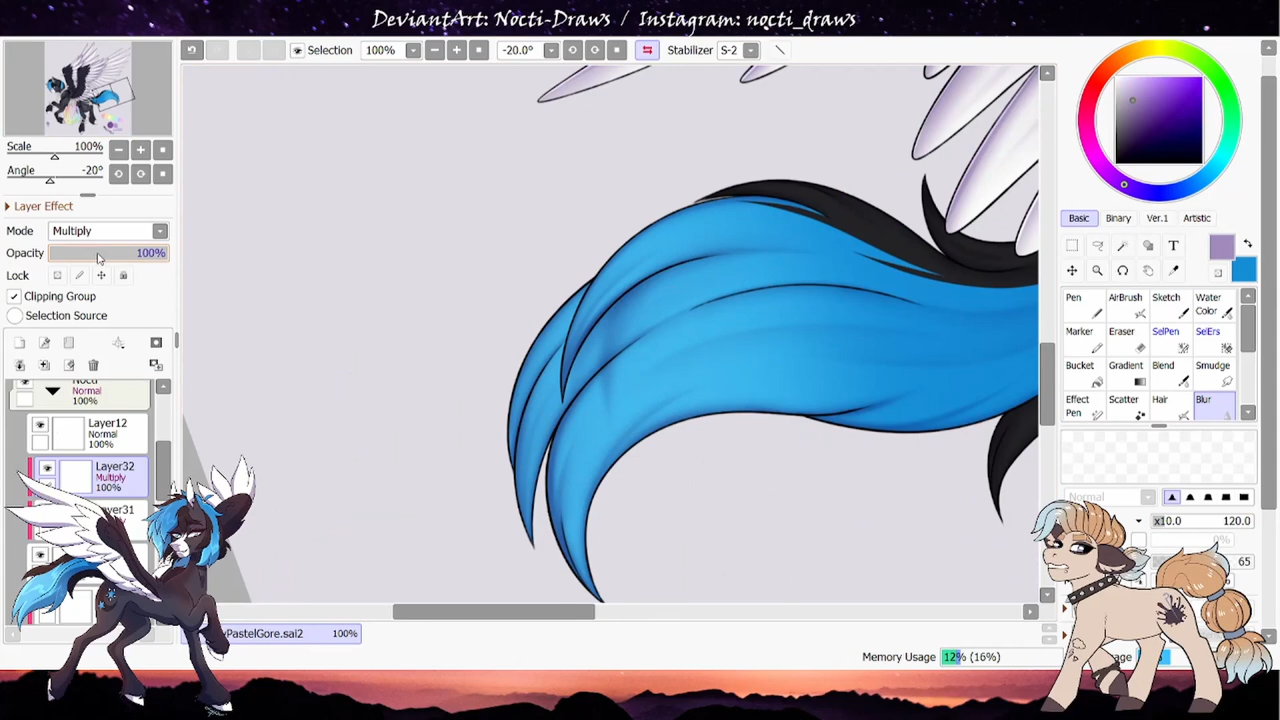 DeviantArt: Nocti-Draws / Instagram: nocti_draws
Selection 100% -20.0° Stabilizer S-2
Scale 100%
Angle -20°
Layer Effect
Mode Multiply
Opacity 100%
Lock
Clipping Group
Selection Source
Nocti
Normal
100%
Layer12
Normal
100%
Layer32
Multiply
100%
Basic Binary Ver.1 Artistic
T
Pen AirBrush Sketch Water Color
Marker Eraser SelPen SelErs
Bucket Gradient Blend Smudge
Effect Pen Scatter Hair Blur
Normal
x10.0 120.0
0%
65
PastelGore.sai2 100%
Memory Usage 12% (16%)